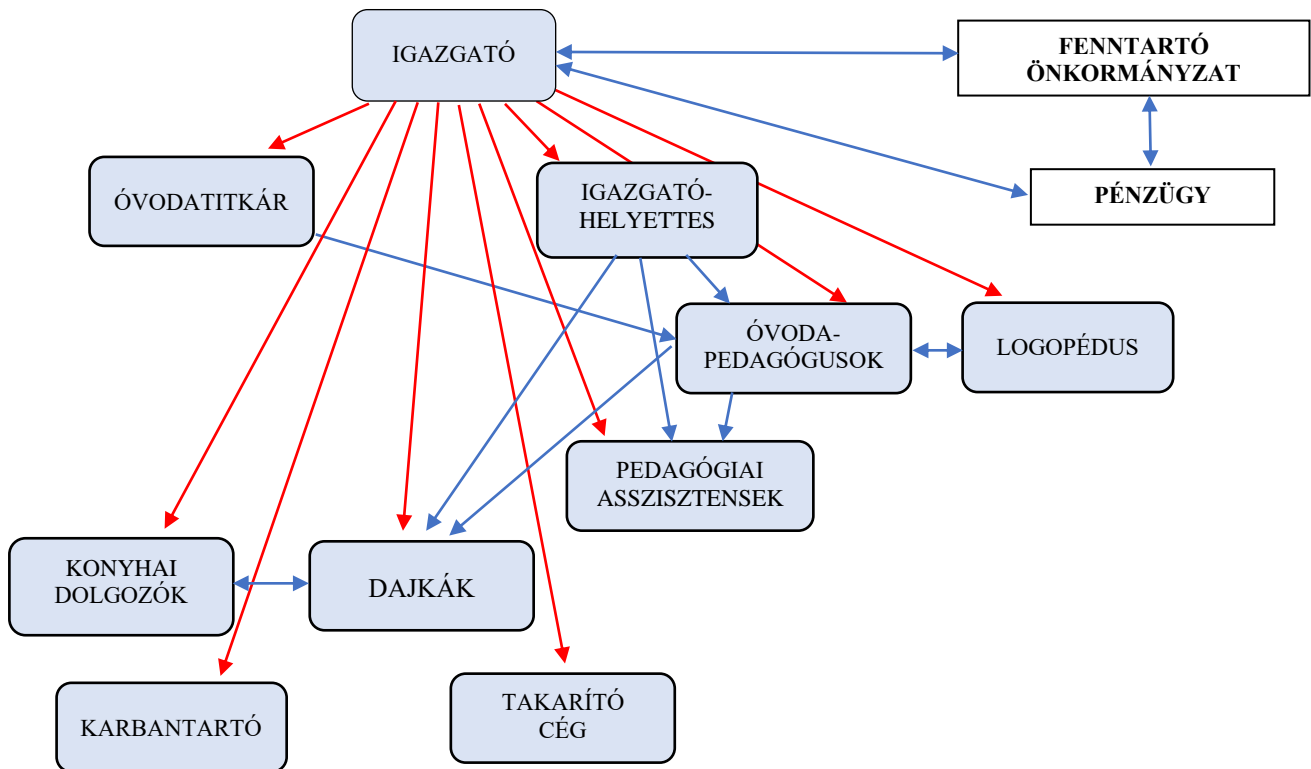 IGAZGATÓ
FENNTARTÓ
ÖNKORMÁNYZAT
ÓVODATITKÁR
IGAZGATÓ-
HELYETTES
PÉNZÜGY
ÓVODA-
PEDAGÓGUSOK
LOGOPÉDUS
PEDAGÓGIAI
ASSZISZTENSEK
KONYHAI
DOLGOZÓK
DAJKÁK
KARBANTARTÓ
TAKARÍTÓ
CÉG